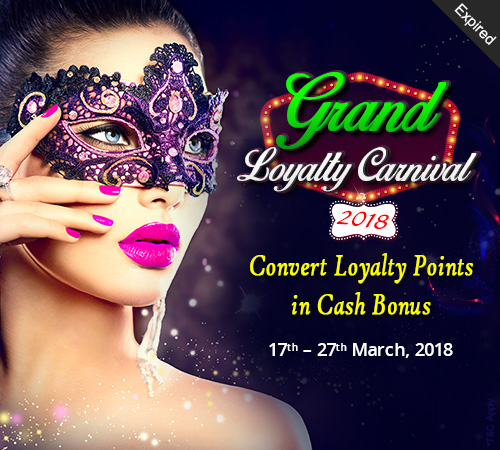 Expired
Grand
Loyalty Carnival
2018
Convert Loyalty Points
in Cash Bonus
17th – 27th March, 2018